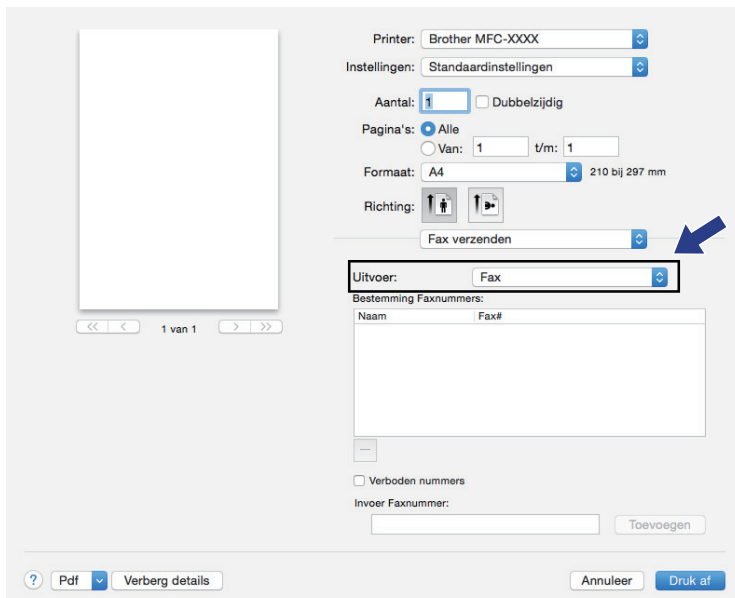 Printer: Brother MFC-XXXX
Instellingen: Standaardinstellingen
Aantal: 1 Dubbelzijdig
Pagina's: Alle
Van: 1 t/m: 1
Formaat: A4 210 bij 297 mm
Richting:
Fax verzenden
Uitvoer: Fax
Bestemming Faxnummers:
Naam Fax#
<< < 1 van 1 > >>
Verboden nummers
Invoer Faxnummer:
Toevoegen
? Pdf Verberg details Annuleer Druk af